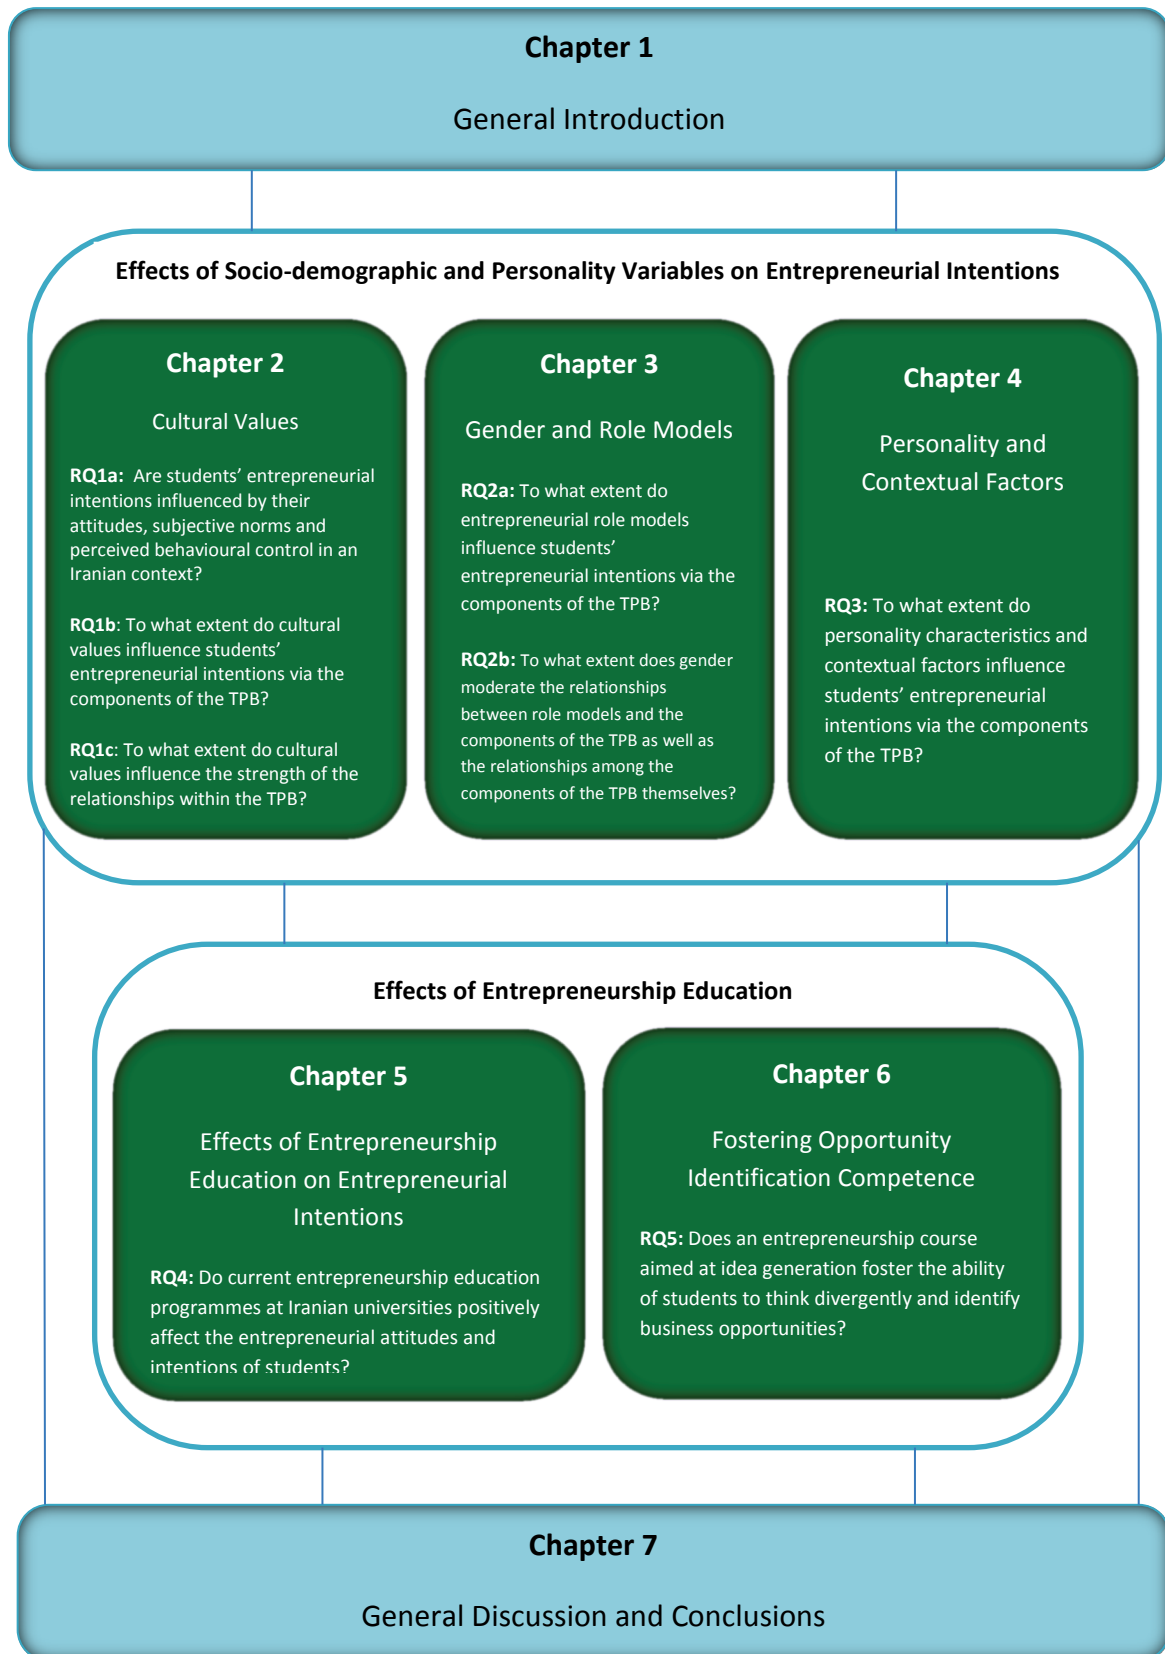 Chapter 1
General Introduction
Effects of Socio-demographic and Personality Variables on Entrepreneurial Intentions
Chapter 2
Cultural Values
RQ1a: Are students’ entrepreneurial
intentions influenced by their
attitudes, subjective norms and
perceived behavioural control in an
Iranian context?
RQ1b: To what extent do cultural
values influence students’
entrepreneurial intentions via the
components of the TPB?
RQ1c: To what extent do cultural
values influence the strength of the
relationships within the TPB?
Chapter 3
Gender and Role Models
RQ2a: To what extent do
entrepreneurial role models
influence students’
entrepreneurial intentions via the
components of the TPB?
RQ2b: To what extent does gender
moderate the relationships
between role models and the
components of the TPB as well as
the relationships among the
components of the TPB themselves?
Chapter 4
Personality and
Contextual Factors
RQ3: To what extent do
personality characteristics and
contextual factors influence
students’ entrepreneurial
intentions via the components
of the TPB?
Effects of Entrepreneurship Education
Chapter 5
Effects of Entrepreneurship
Education on Entrepreneurial
Intentions
RQ4: Do current entrepreneurship education
programmes at Iranian universities positively
affect the entrepreneurial attitudes and
intentions of students?
Chapter 6
Fostering Opportunity
Identification Competence
RQ5: Does an entrepreneurship course
aimed at idea generation foster the ability
of students to think divergently and identify
business opportunities?
Chapter 7
General Discussion and Conclusions